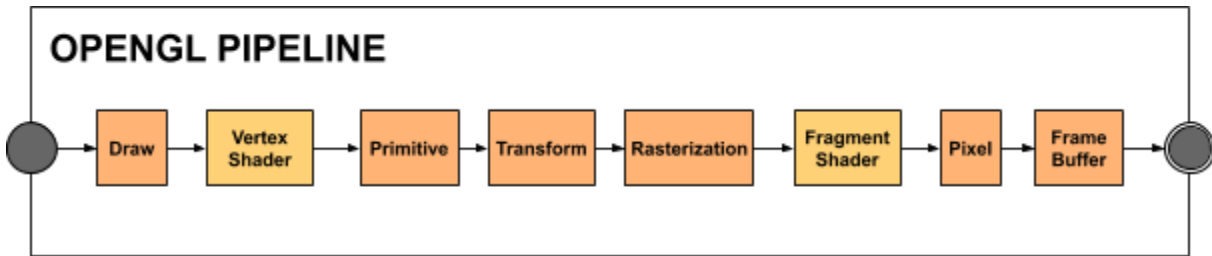 OPENGL PIPELINE
Draw
Vertex
Shader
Primitive
Transform
Rasterization
Fragment
Shader
Pixel
Frame
Buffer